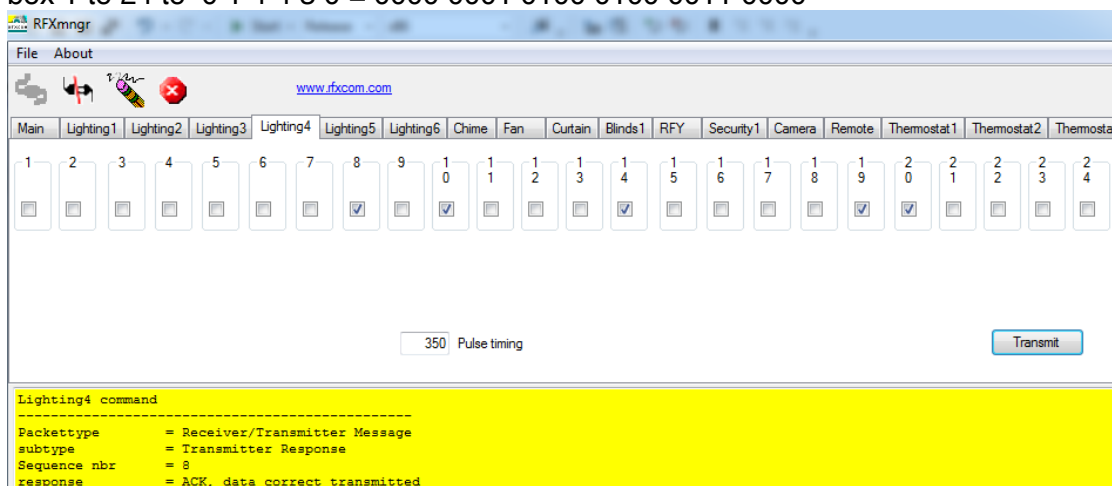 RFXmngr
File About
www.rfxcom.com
Main Lighting1 Lighting2 Lighting3 Lighting4 Lighting5 Lighting6 Chime Fan Curtain Blinds1 RFY Security1 Camera Remote Thermostat1 Thermostat2 Thermosta
1 2 3 4 5 6 7 8 9 10 11 12 13 14 15 16 17 18 19 20 21 22 23 24
350 Pulse timing Transmit
Lighting4 command
------------------------------------------------
Packettype = Receiver/Transmitter Message
subtype = Transmitter Response
Sequence nbr = 8
response = ACK, data correct transmitted